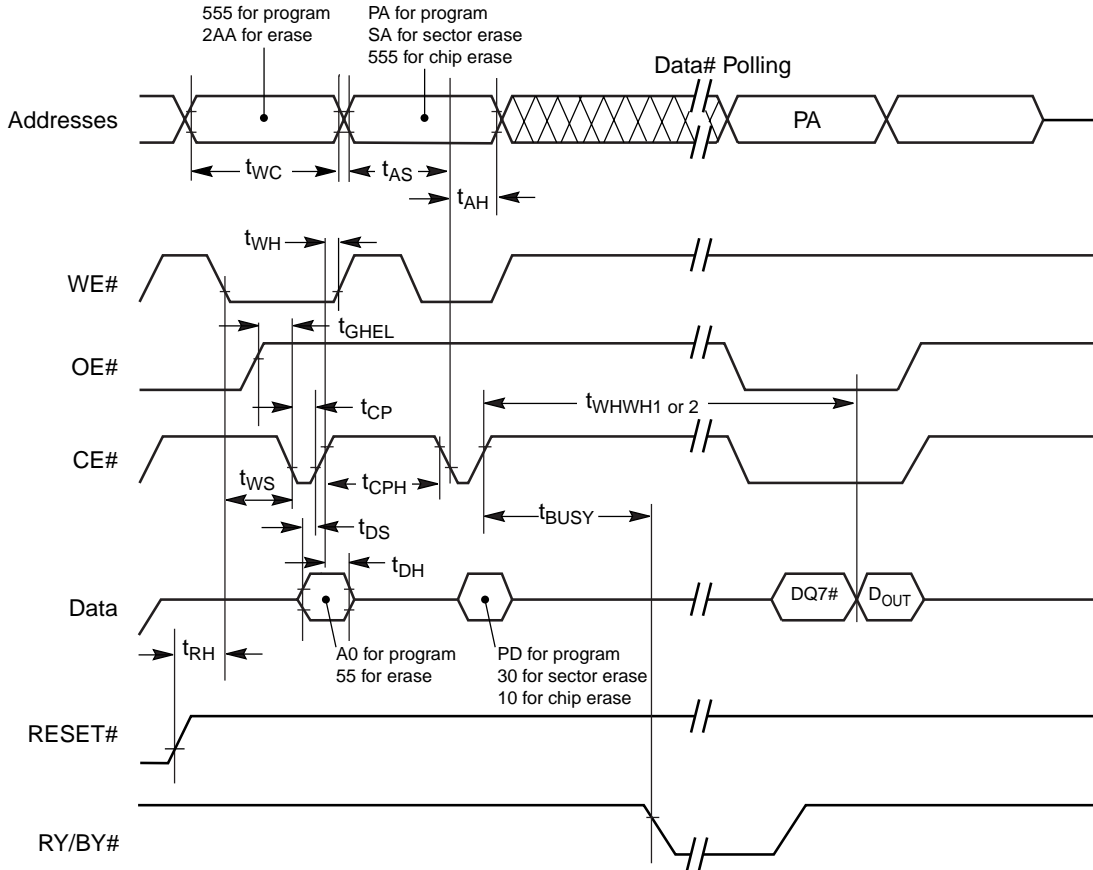 555 for program
2AA for erase
PA for program
SA for sector erase
555 for chip erase
Data# Polling
Addresses
PA
tWC
tAS
tAH
tWH
WE#
tGHEL
OE#
tWHWH1 or 2
tCP
CE#
tWS
tCPH
tBUSY
tDS
tDH
Data
DQ7#
DOUT
tRH
A0 for program
55 for erase
PD for program
30 for sector erase
10 for chip erase
RESET#
RY/BY#